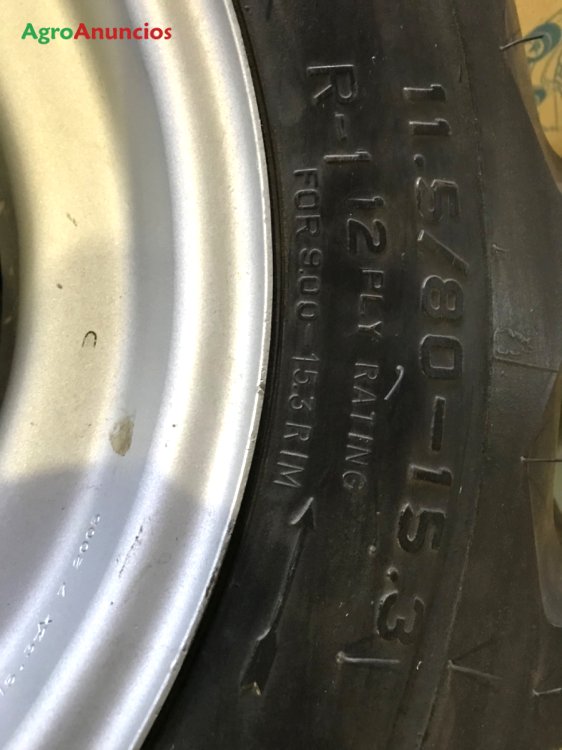 AgroAnuncios
11.5/80-15.3
R-1 12 PLY RATING
FOR 9.00-15.3 RIM